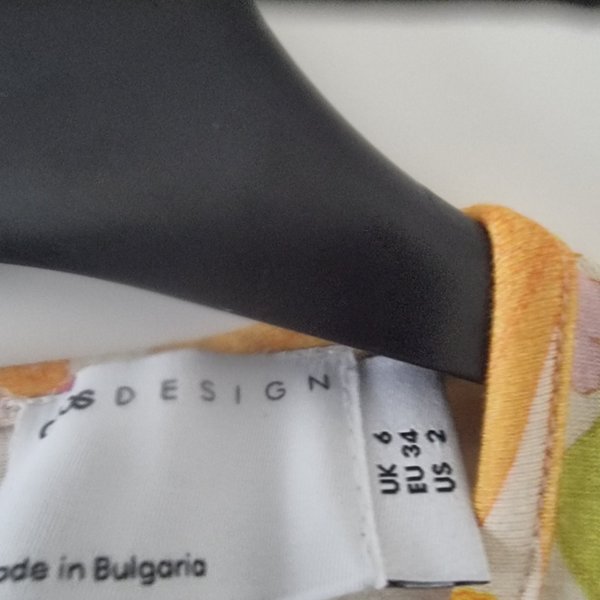 DESIGN
UK 6
EU 34
US 2
in Bulgaria